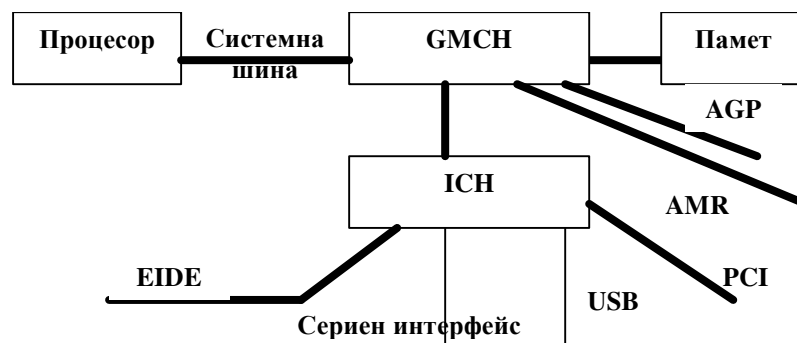 Процесор
Системна
шина
GMCH
Памет
AGP
ICH
AMR
EIDE
PCI
USB
Сериен интерфейс